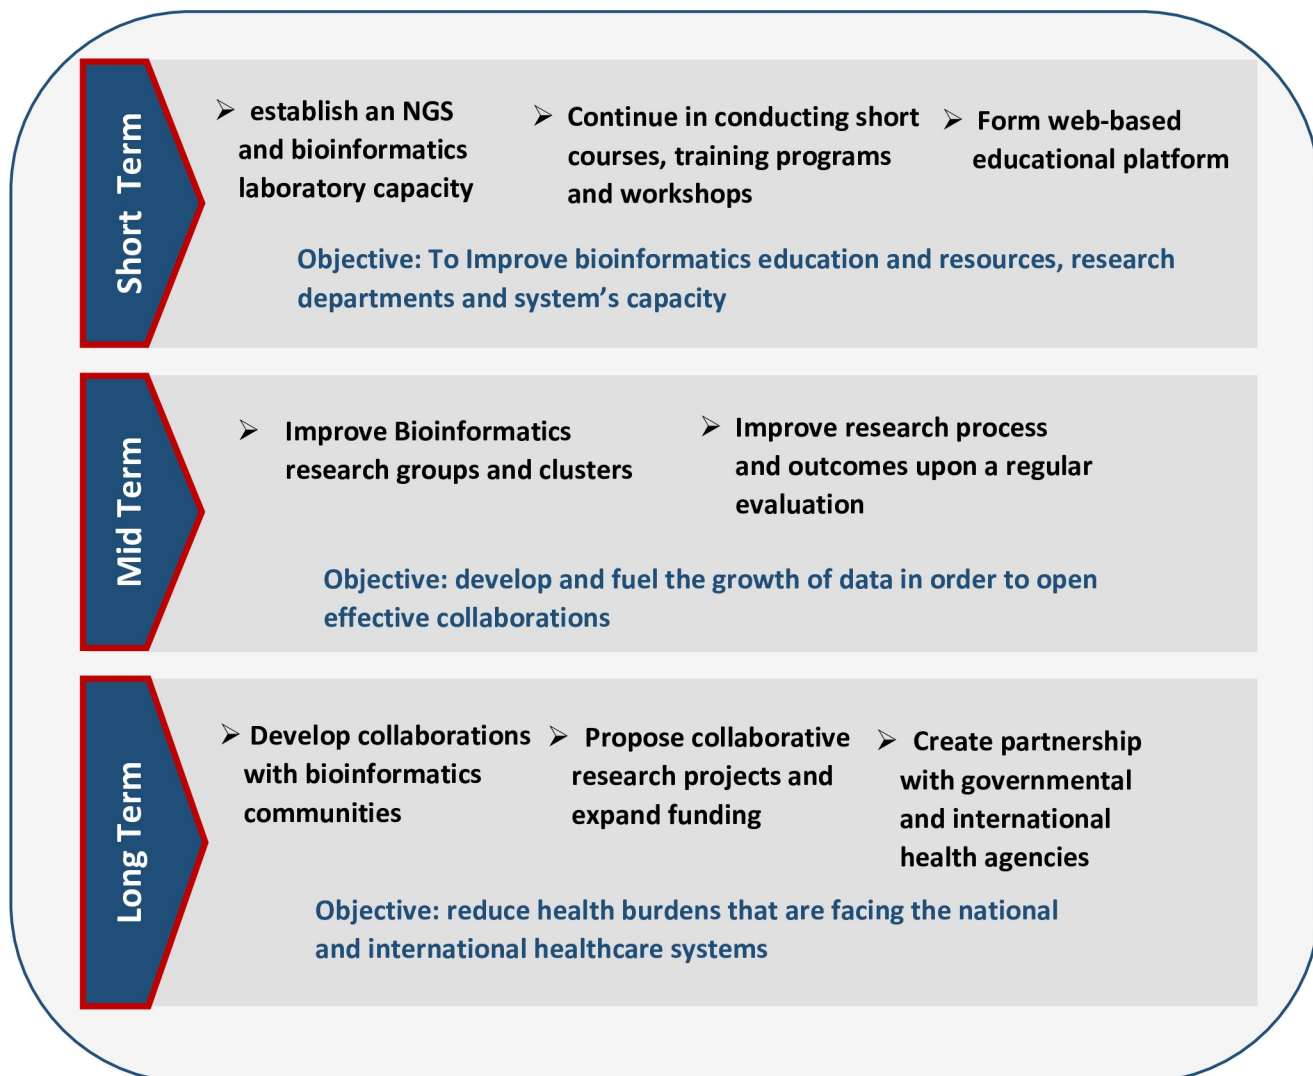 Short Term
➢ establish an NGS
and bioinformatics
laboratory capacity
➢ Continue in conducting short
courses, training programs
and workshops
➢ Form web-based
educational platform
Objective: To Improve bioinformatics education and resources, research
departments and system’s capacity
Mid Term
➢ Improve Bioinformatics
research groups and clusters
➢ Improve research process
and outcomes upon a regular
evaluation
Objective: develop and fuel the growth of data in order to open
effective collaborations
Long Term
➢ Develop collaborations
with bioinformatics
communities
➢ Propose collaborative
research projects and
expand funding
➢ Create partnership
with governmental
and international
health agencies
Objective: reduce health burdens that are facing the national
and international healthcare systems